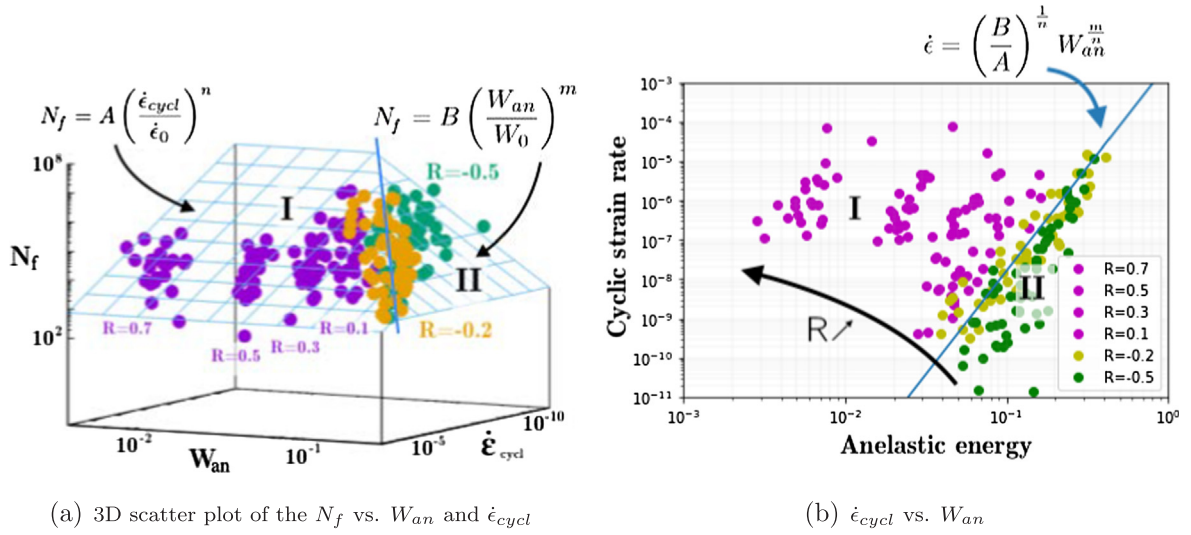 N_f = A (ε̇_cycl / ε̇_0)^n
N_f = B (W_an / W_0)^m
10^8
R=-0.5
I
N_f
II
R=0.7
R=0.1
R=-0.2
10^2
R=0.5
R=0.3
10^-2
10^-1
10^-5
10^-10
W_an
ε̇_cycl
(a) 3D scatter plot of the N_f vs. W_an and ε̇_cycl
ε̇ = (B/A)^(1/n) W_an^(m/n)
10^-3
10^-4
10^-5
10^-6
10^-7
10^-8
10^-9
10^-10
10^-11
Cyclic strain rate
I
II
R↗
R=0.7
R=0.5
R=0.3
R=0.1
R=-0.2
R=-0.5
10^-3
10^-2
10^-1
10^0
Anelastic energy
(b) ε̇_cycl vs. W_an